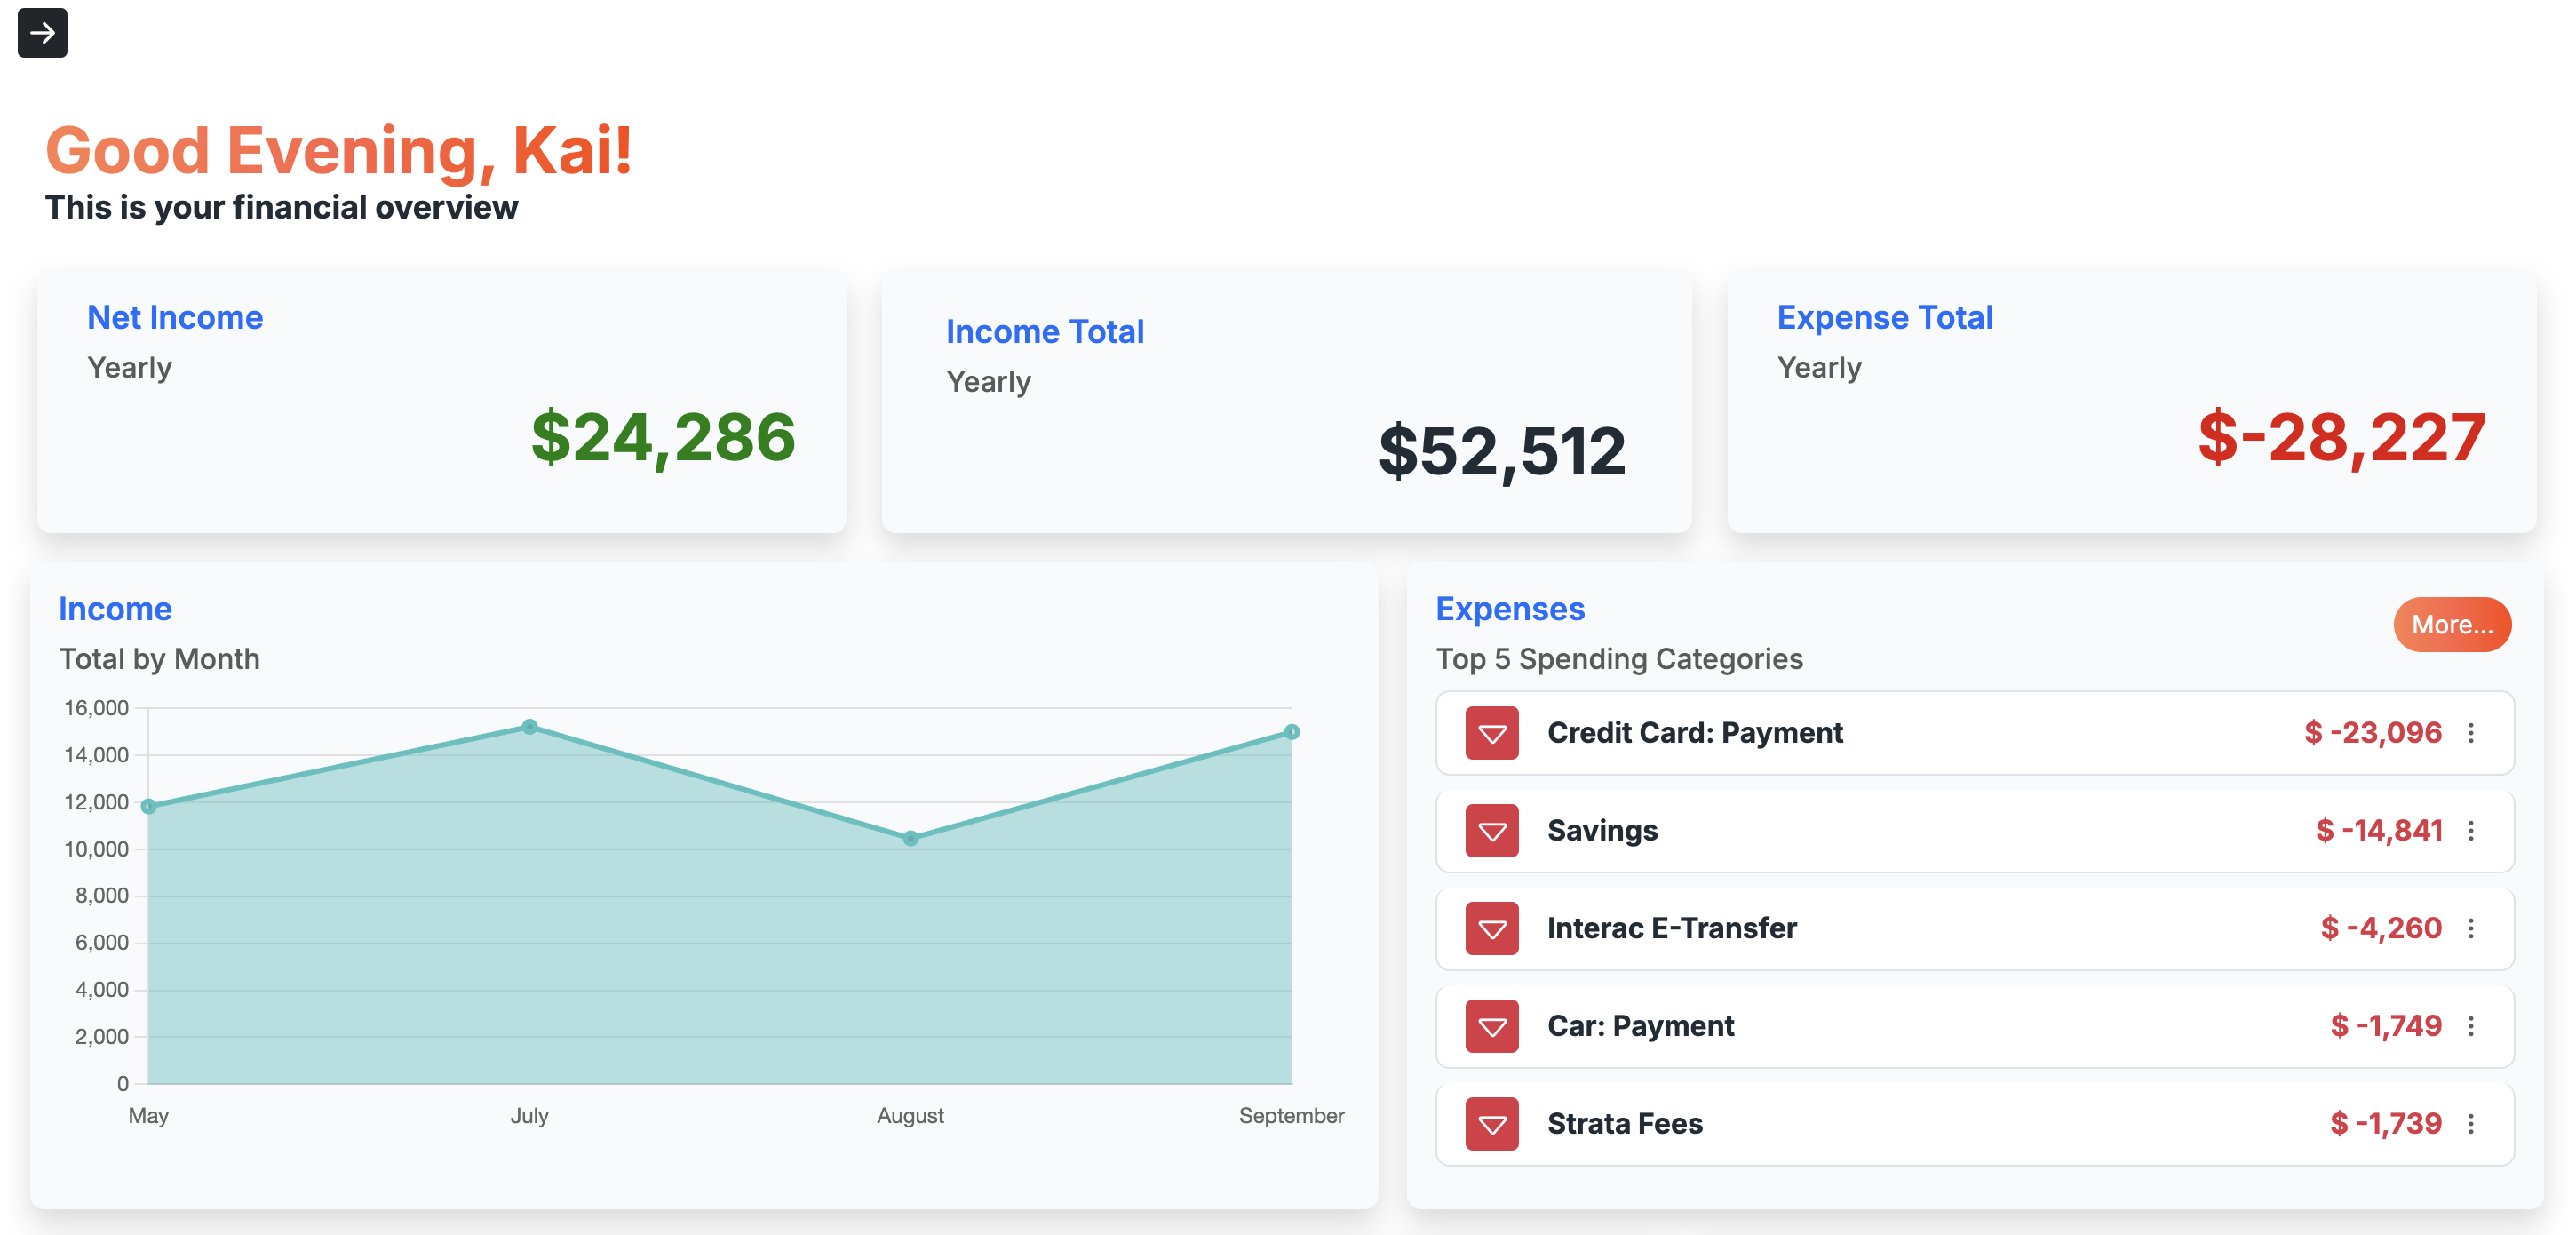 Good Evening, Kai!
This is your financial overview
Net Income
Yearly
$24,286
Income Total
Yearly
$52,512
Expense Total
Yearly
$-28,227
Income
Total by Month
16,000
14,000
12,000
10,000
8,000
6,000
4,000
2,000
0
May July August September
Expenses
More...
Top 5 Spending Categories
Credit Card: Payment $ -23,096
Savings $ -14,841
Interac E-Transfer $ -4,260
Car: Payment $ -1,749
Strata Fees $ -1,739